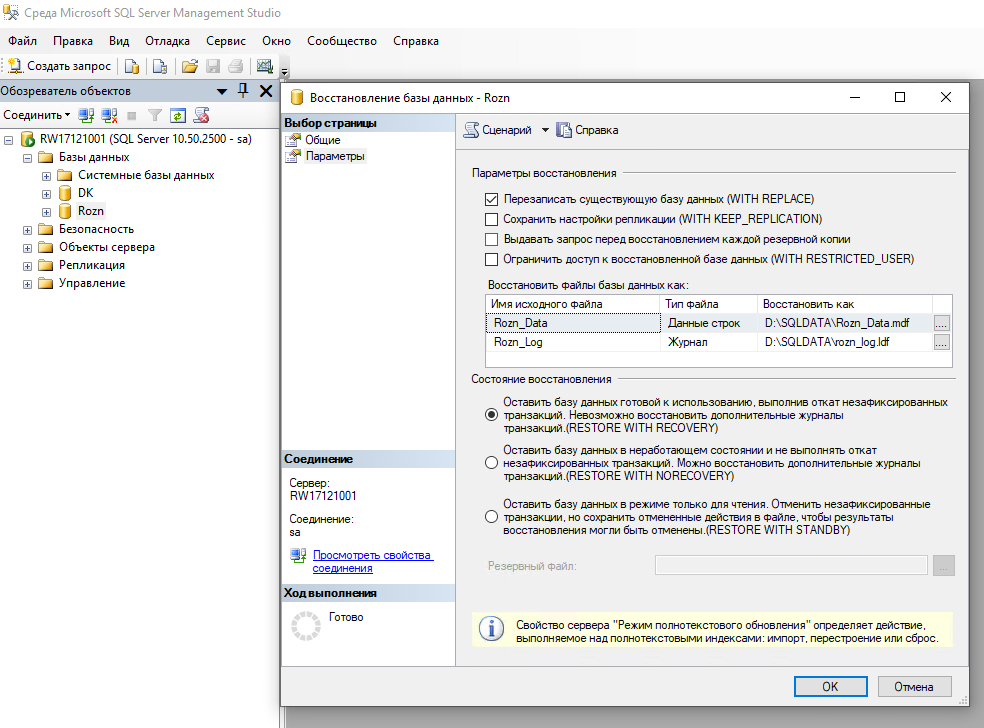 Среда Microsoft SQL Server Management Studio
Файл Правка Вид Отладка Сервис Окно Сообщество Справка
Создать запрос
Обозреватель объектов
Соединить
RW17121001 (SQL Server 10.50.2500 - sa)
Базы данных
Системные базы данных
DK
Rozn
Безопасность
Объекты сервера
Репликация
Управление
Восстановление базы данных - Rozn
Выбор страницы
Общие
Параметры
Соединение
Сервер:
RW17121001
Соединение:
sa
Просмотреть свойства
соединения
Ход выполнения
Готово
Сценарий Справка
Параметры восстановления
Перезаписать существующую базу данных (WITH REPLACE)
Сохранить настройки репликации (WITH KEEP_REPLICATION)
Выдавать запрос перед восстановлением каждой резервной копии
Ограничить доступ к восстановленной базе данных (WITH RESTRICTED_USER)
Восстановить файлы базы данных как:
Имя исходного файла Тип файла Восстановить как
Rozn_Data Данные строк D:\SQLDATA\Rozn_Data.mdf ....
Rozn_Log Журнал D:\SQLDATA\rozn_log.ldf ....
Состояние восстановления
Оставить базу данных готовой к использованию, выполнив откат незафиксированных
транзакций. Невозможно восстановить дополнительные журналы
транзакций.(RESTORE WITH RECOVERY)
Оставить базу данных в неработающем состоянии и не выполнять откат
незафиксированных транзакций. Можно восстановить дополнительные журналы
транзакций.(RESTORE WITH NORECOVERY)
Оставить базу данных в режиме только для чтения. Отменить незафиксированные
транзакции, но сохранить отмененные действия в файле, чтобы результаты
восстановления могли быть отменены.(RESTORE WITH STANDBY)
Резервный файл: ...
Свойство сервера "Режим полнотекстового обновления" определяет действие,
выполняемое над полнотекстовыми индексами: импорт, перестроение или сброс.
OK Отмена